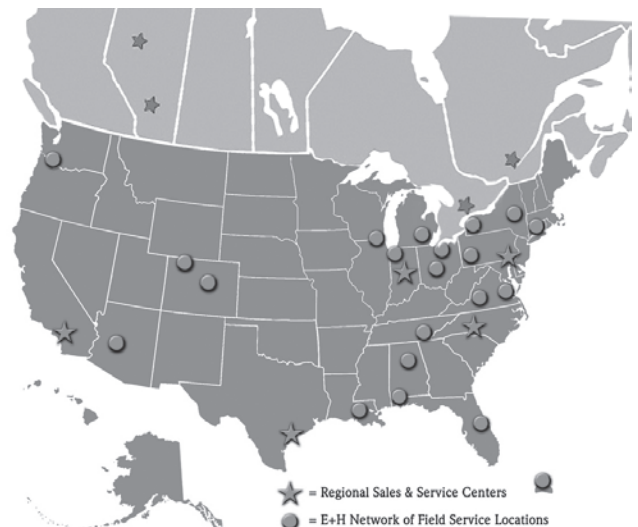 = Regional Sales & Service Centers
= E+H Network of Field Service Locations